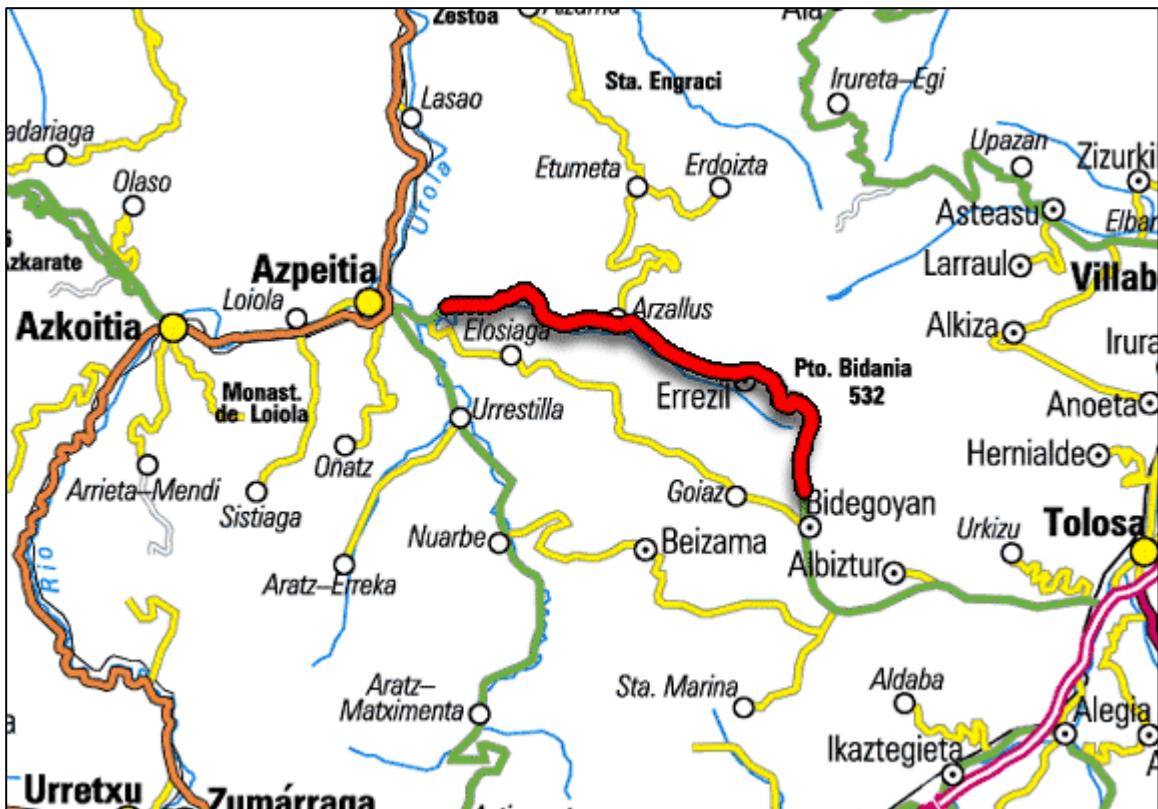 Zestoa
Lasao
Sta. Engraci
Irureta–Egi
adariaga
Olaso
Etumeta
Erdoizta
Upazan
Zizurki
Asteasu
Elbar
Urola
zkarate
Azpeitia
Larraul
Villab
Loiola
Arzallus
Azkoitia
Elosiaga
Alkiza
Irura
Pto. Bidania
532
Errezil
Monast.
de Loiola
Urrestilla
Anoeta
Oñatz
Hernialde
Arrieta–Mendi
Sistiaga
Goiaz
Bidegoyan
Nuarbe
Beizama
Urkizu
Tolosa
Albiztur
Río
Aratz–Erreka
Aratz–
Matximenta
Sta. Marina
Aldaba
Alegia
Ikaztegieta
Urretxu
Zumárraga